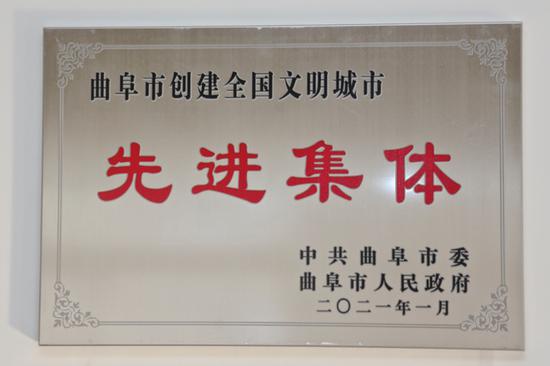 曲阜市创建全国文明城市
先进集体
中共曲阜市委
曲阜市人民政府
二〇二一年一月